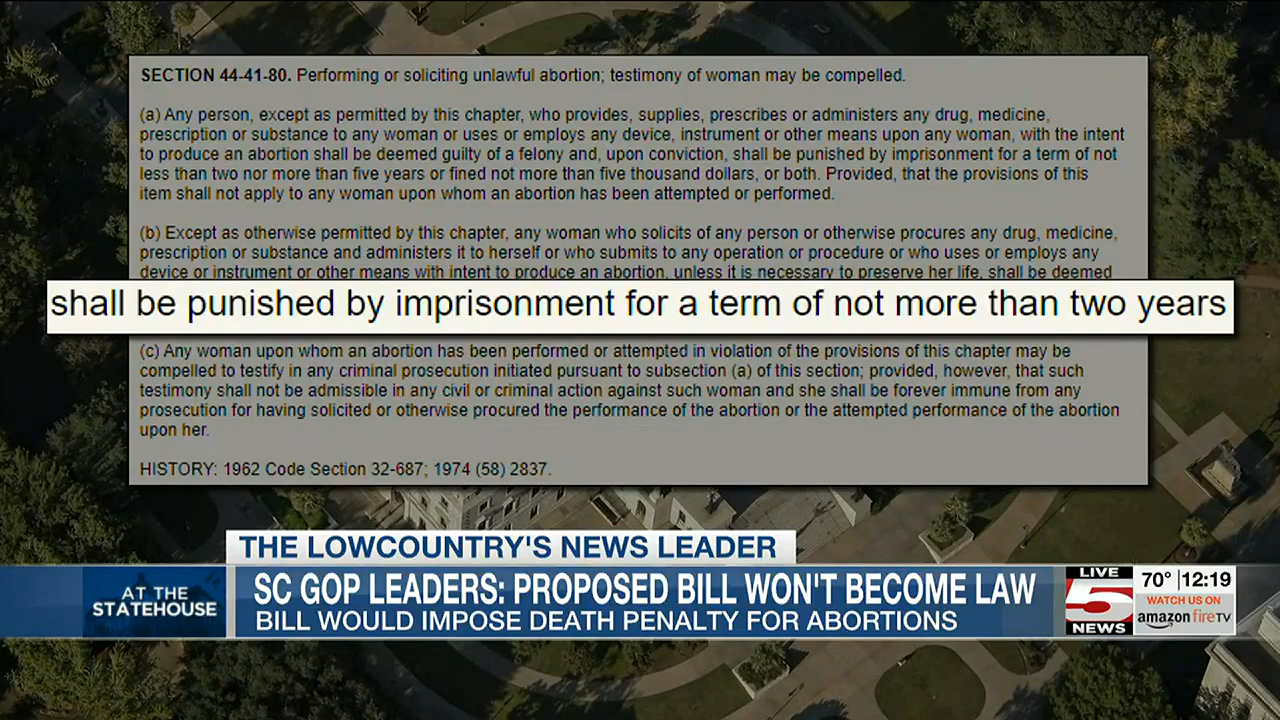 SECTION 44-41-80. Performing or soliciting unlawful abortion; testimony of woman may be compelled.
(a) Any person, except as permitted by this chapter, who provides, supplies, prescribes or administers any drug, medicine,
prescription or substance to any woman or uses or employs any device, instrument or other means upon any woman, with the intent
to produce an abortion shall be deemed guilty of a felony and, upon conviction, shall be punished by imprisonment for a term of not
less than two nor more than five years or fined not more than five thousand dollars, or both. Provided, that the provisions of this
item shall not apply to any woman upon whom an abortion has been attempted or performed.
(b) Except as otherwise permitted by this chapter, any woman who solicits of any person or otherwise procures any drug, medicine,
prescription or substance and administers it to herself or who submits to any operation or procedure or who uses or employs any
device or instrument or other means with intent to produce an abortion, unless it is necessary to preserve her life, shall be deemed
shall be punished by imprisonment for a term of not more than two years
(c) Any woman upon whom an abortion has been performed or attempted in violation of the provisions of this chapter may be
compelled to testify in any criminal prosecution initiated pursuant to subsection (a) of this section; provided, however, that such
testimony shall not be admissible in any civil or criminal action against such woman and she shall be forever immune from any
prosecution for having solicited or otherwise procured the performance of the abortion or the attempted performance of the abortion
upon her.
HISTORY: 1962 Code Section 32-687; 1974 (58) 2837.
THE LOWCOUNTRY'S NEWS LEADER
AT THE
STATEHOUSE
SC GOP LEADERS: PROPOSED BILL WON'T BECOME LAW
BILL WOULD IMPOSE DEATH PENALTY FOR ABORTIONS
LIVE
5
NEWS
70° 12:19
WATCH US ON
amazon fireTV